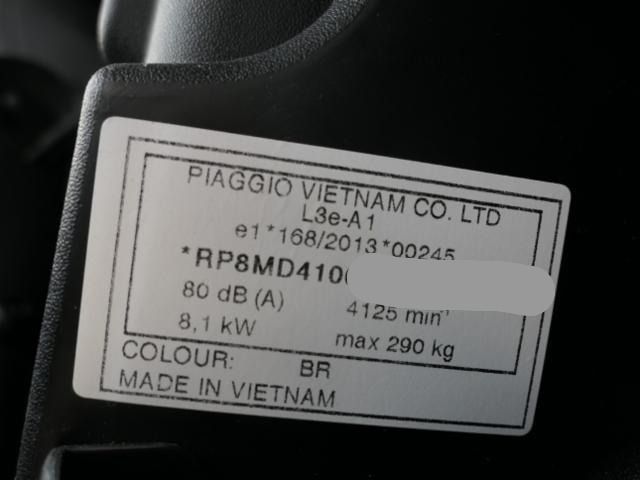 PIAGGIO VIETNAM CO. LTD
L3e-A1
e1*168/2013*00245
*RP8MD410
80 dB (A) 4125 min⁻¹
8,1 kW max 290 kg
COLOUR: BR
MADE IN VIETNAM